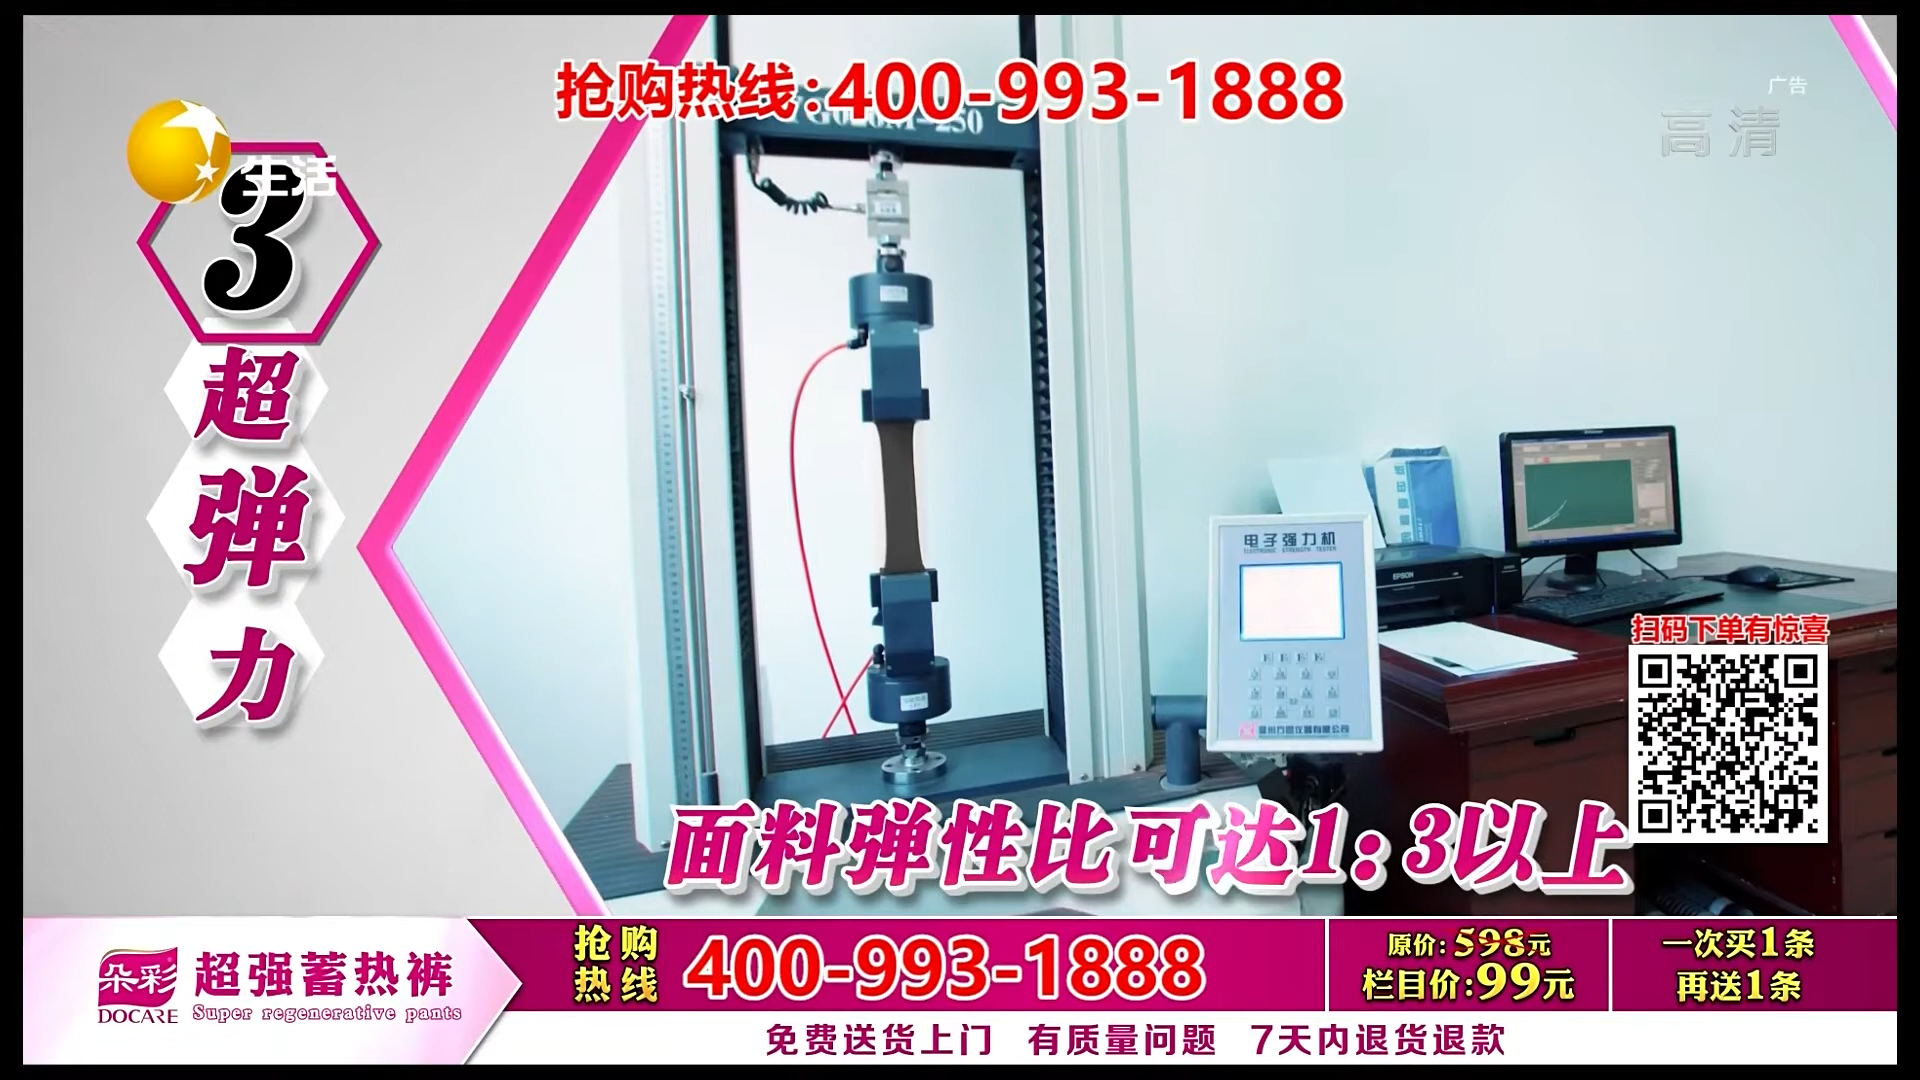 抢购热线:400-993-1888
广告
高清
生活
3
超弹力
电子强力机
ELECTRONIC STRENGTH TESTER
EPSON
扫码下单有惊喜
面料弹性比可达1:3以上
朵彩
DOCARE
超强蓄热裤
Super regenerative pants
抢购热线
400-993-1888
原价:598元
栏目价:99元
一次买1条
再送1条
免费送货上门 有质量问题 7天内退货退款